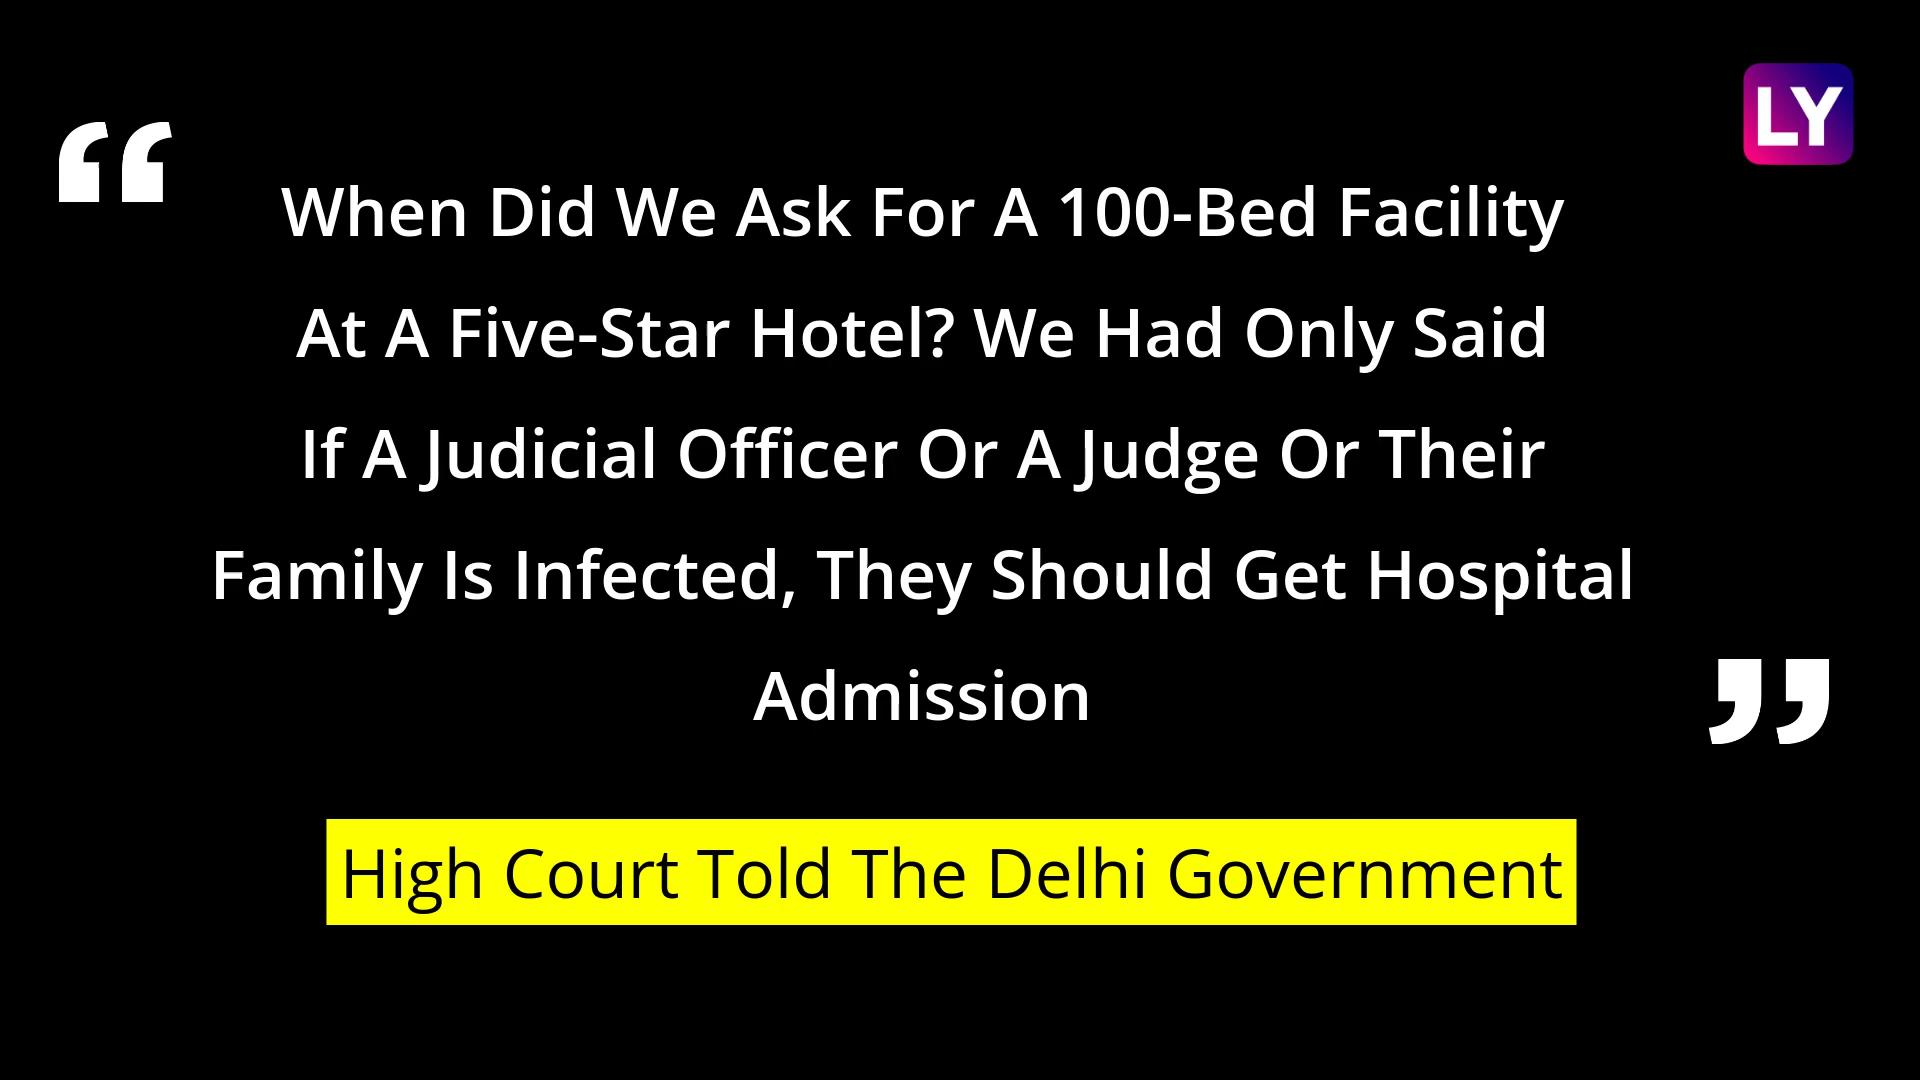 LY
“
When Did We Ask For A 100-Bed Facility
At A Five-Star Hotel? We Had Only Said
If A Judicial Officer Or A Judge Or Their
Family Is Infected, They Should Get Hospital
Admission
”
High Court Told The Delhi Government